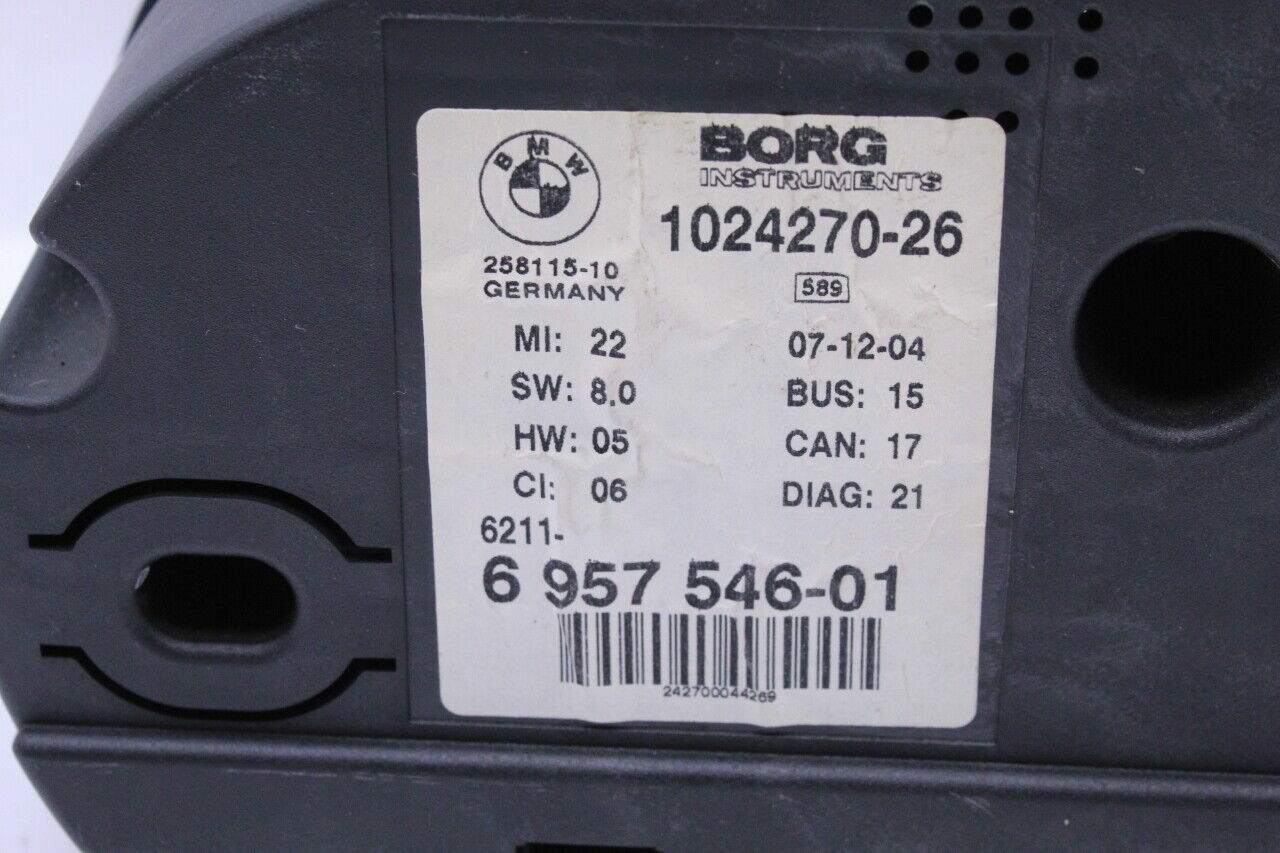 BMW
BORG
INSTRUMENTS
1024270-26
258115-10
GERMANY
589
MI: 22
07-12-04
SW: 8.0
BUS: 15
HW: 05
CAN: 17
CI: 06
DIAG: 21
6211-
6 957 546-01
242700044269